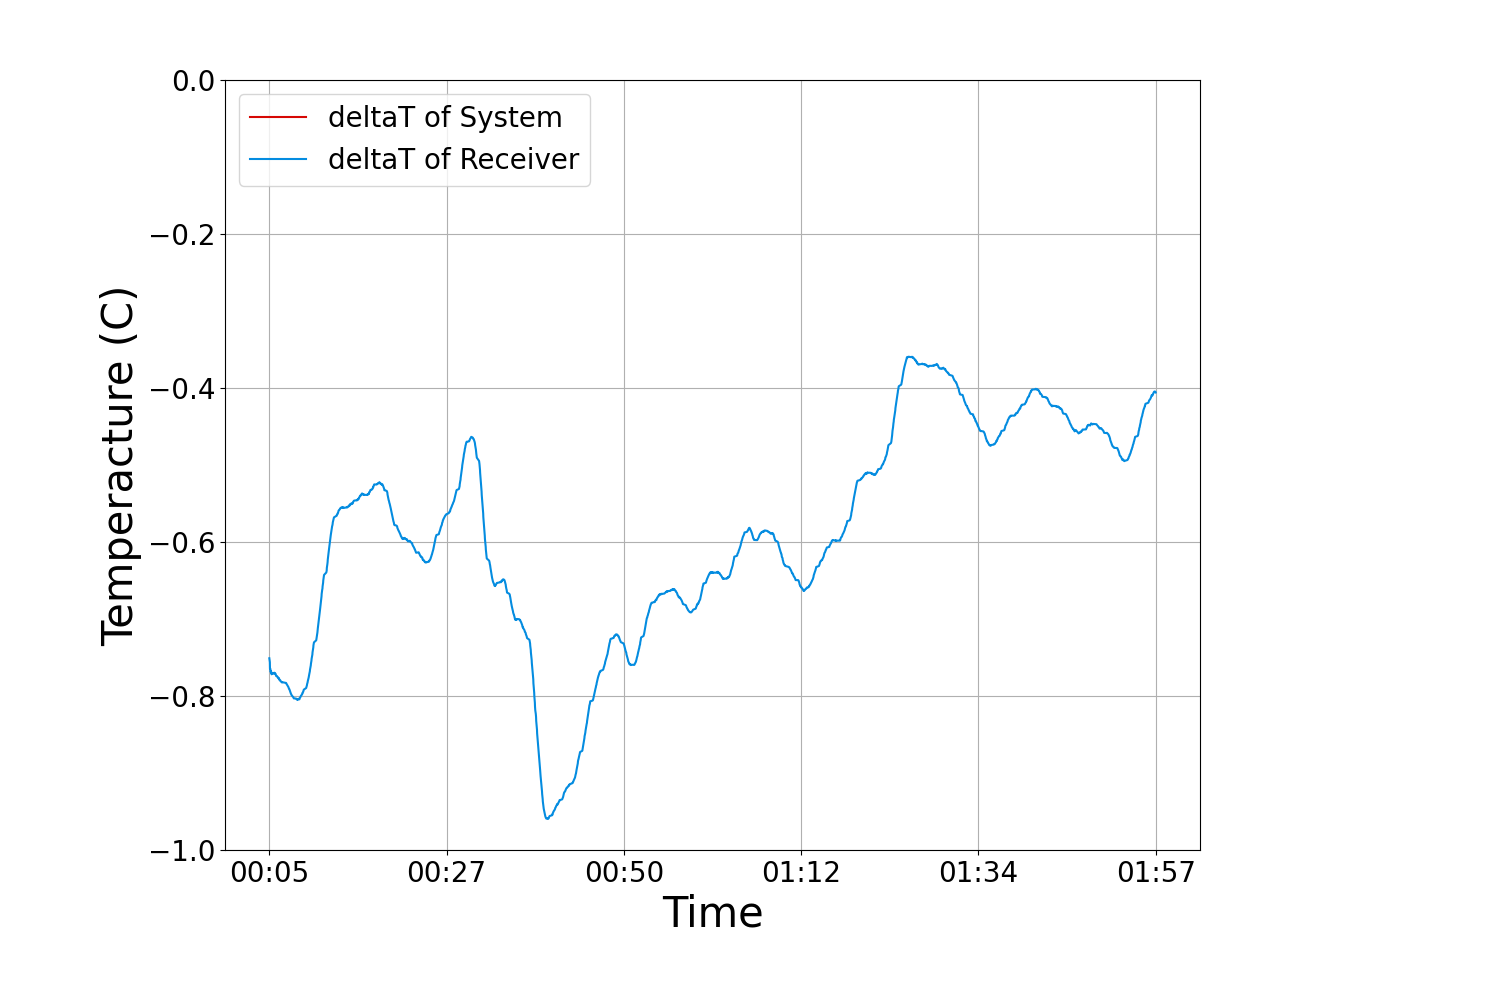 0.0
deltaT of System
deltaT of Receiver
−0.2
−0.4
−0.6
−0.8
−1.0
Temperacture (C)
00:05 00:27 00:50 01:12 01:34 01:57
Time